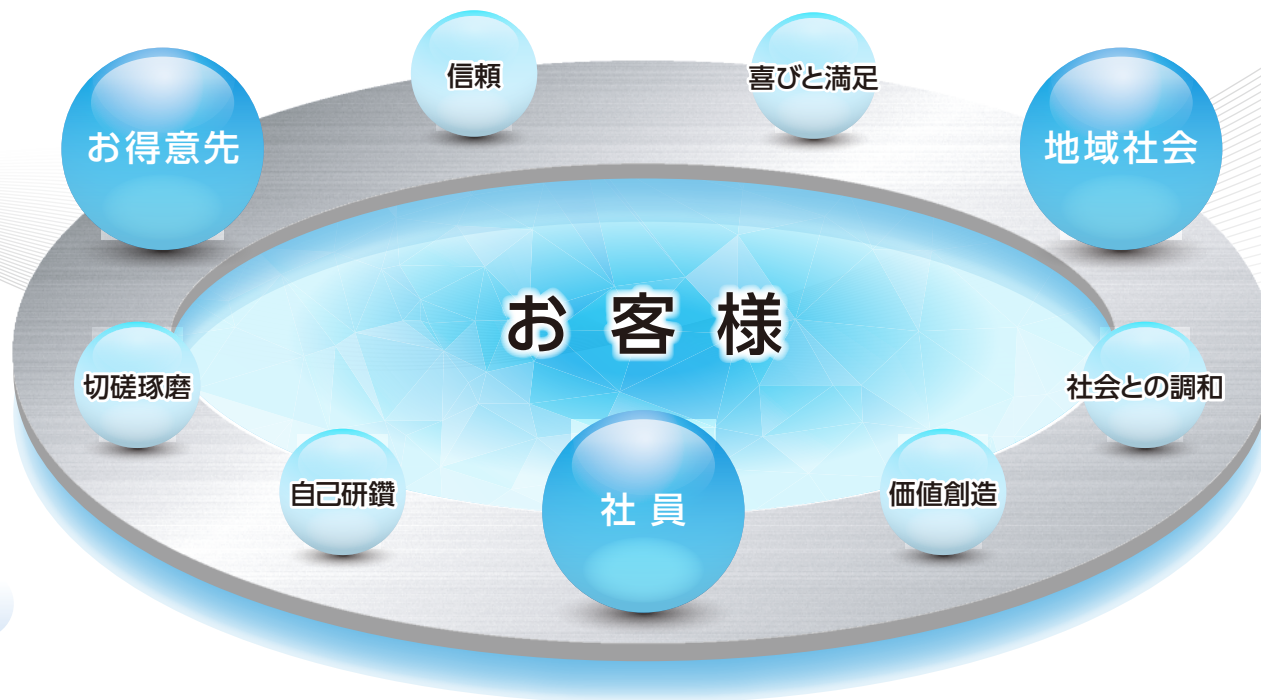 信頼
喜びと満足
お得意先
地域社会
お客様
切磋琢磨
社会との調和
自己研鑽
社員
価値創造